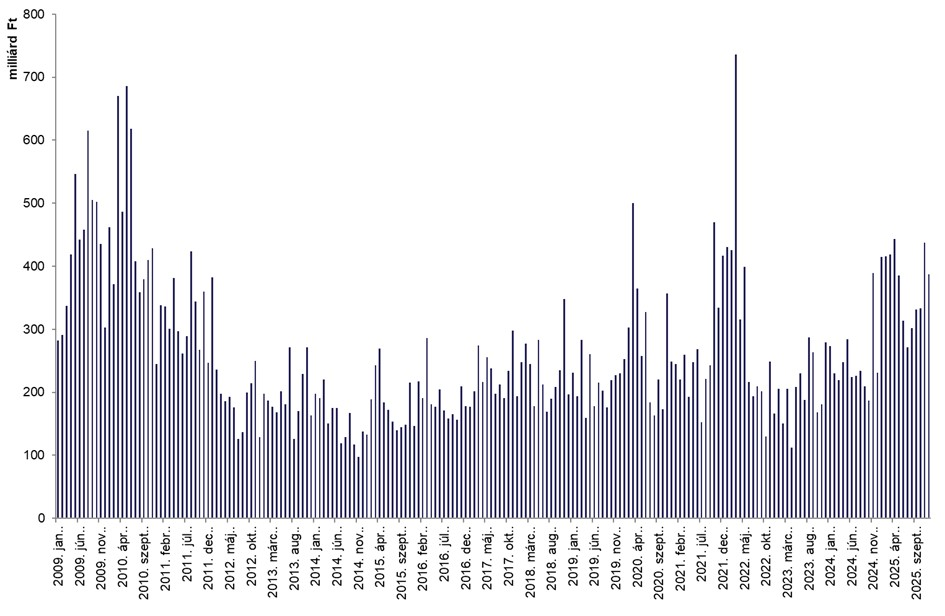 milliárd Ft
800
700
600
500
400
300
200
100
0
2009. jan..
2009. jún..
2009. nov..
2010. ápr.
2010. szept.
2011. febr..
2011. júl..
2011. dec..
2012. máj..
2012. okt..
2013. márc..
2013. aug..
2014. jan..
2014. jún..
2014. nov..
2015. ápr..
2015. szept.
2016. febr..
2016. júl..
2016. dec..
2017. máj.
2017. okt..
2018. márc..
2018. aug..
2019. jan..
2019. jún..
2019. nov..
2020. ápr.
2020. szept.
2021. febr..
2021. júl..
2021. dec..
2022. máj.
2022. okt..
2023. márc..
2023. aug..
2024. jan..
2024. jún..
2024. nov..
2025. ápr.
2025. szept.